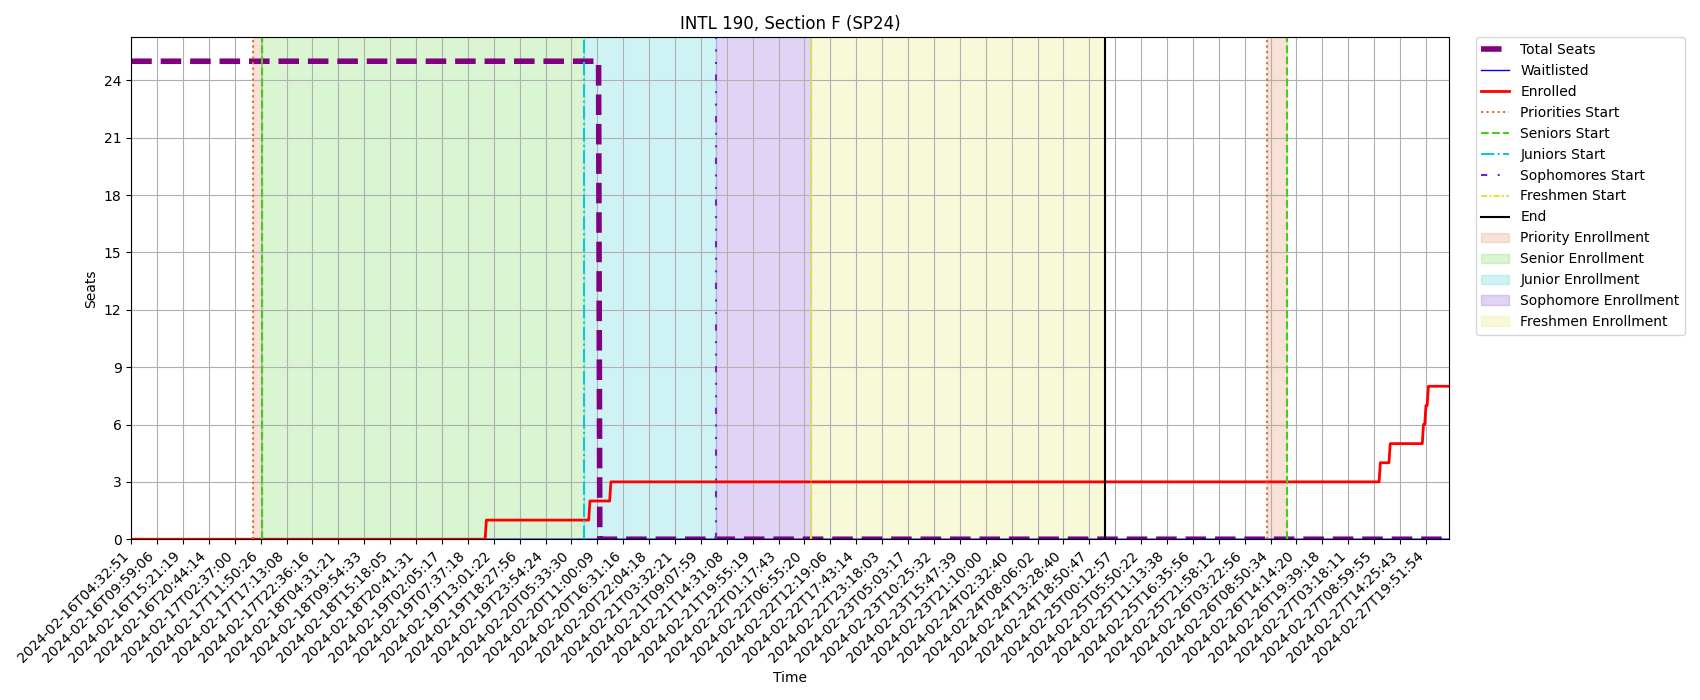 INTL 190, Section F (SP24)
Total Seats
Waitlisted
Enrolled
Priorities Start
Seniors Start
Juniors Start
Sophomores Start
Freshmen Start
End
Priority Enrollment
Senior Enrollment
Junior Enrollment
Sophomore Enrollment
Freshmen Enrollment
Seats
24
21
18
15
12
9
6
3
0
2024-02-16T04:32:51
2024-02-16T09:59:06
2024-02-16T15:21:19
2024-02-16T20:44:14
2024-02-17T02:37:00
2024-02-17T11:50:26
2024-02-17T17:13:08
2024-02-17T22:36:16
2024-02-18T04:31:21
2024-02-18T09:54:33
2024-02-18T15:18:05
2024-02-18T20:41:31
2024-02-19T02:05:17
2024-02-19T07:37:18
2024-02-19T13:01:22
2024-02-19T18:27:56
2024-02-19T23:54:24
2024-02-20T05:33:30
2024-02-20T11:00:09
2024-02-20T16:31:16
2024-02-20T22:04:18
2024-02-21T03:32:21
2024-02-21T09:07:59
2024-02-21T14:31:08
2024-02-21T19:55:19
2024-02-22T01:17:43
2024-02-22T06:55:20
2024-02-22T12:19:06
2024-02-22T17:43:14
2024-02-22T23:18:03
2024-02-23T05:03:17
2024-02-23T10:25:32
2024-02-23T15:47:39
2024-02-23T21:10:00
2024-02-24T02:32:40
2024-02-24T08:06:02
2024-02-24T13:28:40
2024-02-24T18:50:47
2024-02-25T00:12:57
2024-02-25T05:50:22
2024-02-25T11:13:38
2024-02-25T16:35:56
2024-02-25T21:58:12
2024-02-26T03:22:56
2024-02-26T08:50:34
2024-02-26T14:14:20
2024-02-26T19:39:18
2024-02-27T03:18:11
2024-02-27T08:59:55
2024-02-27T14:25:43
2024-02-27T19:51:54
Time